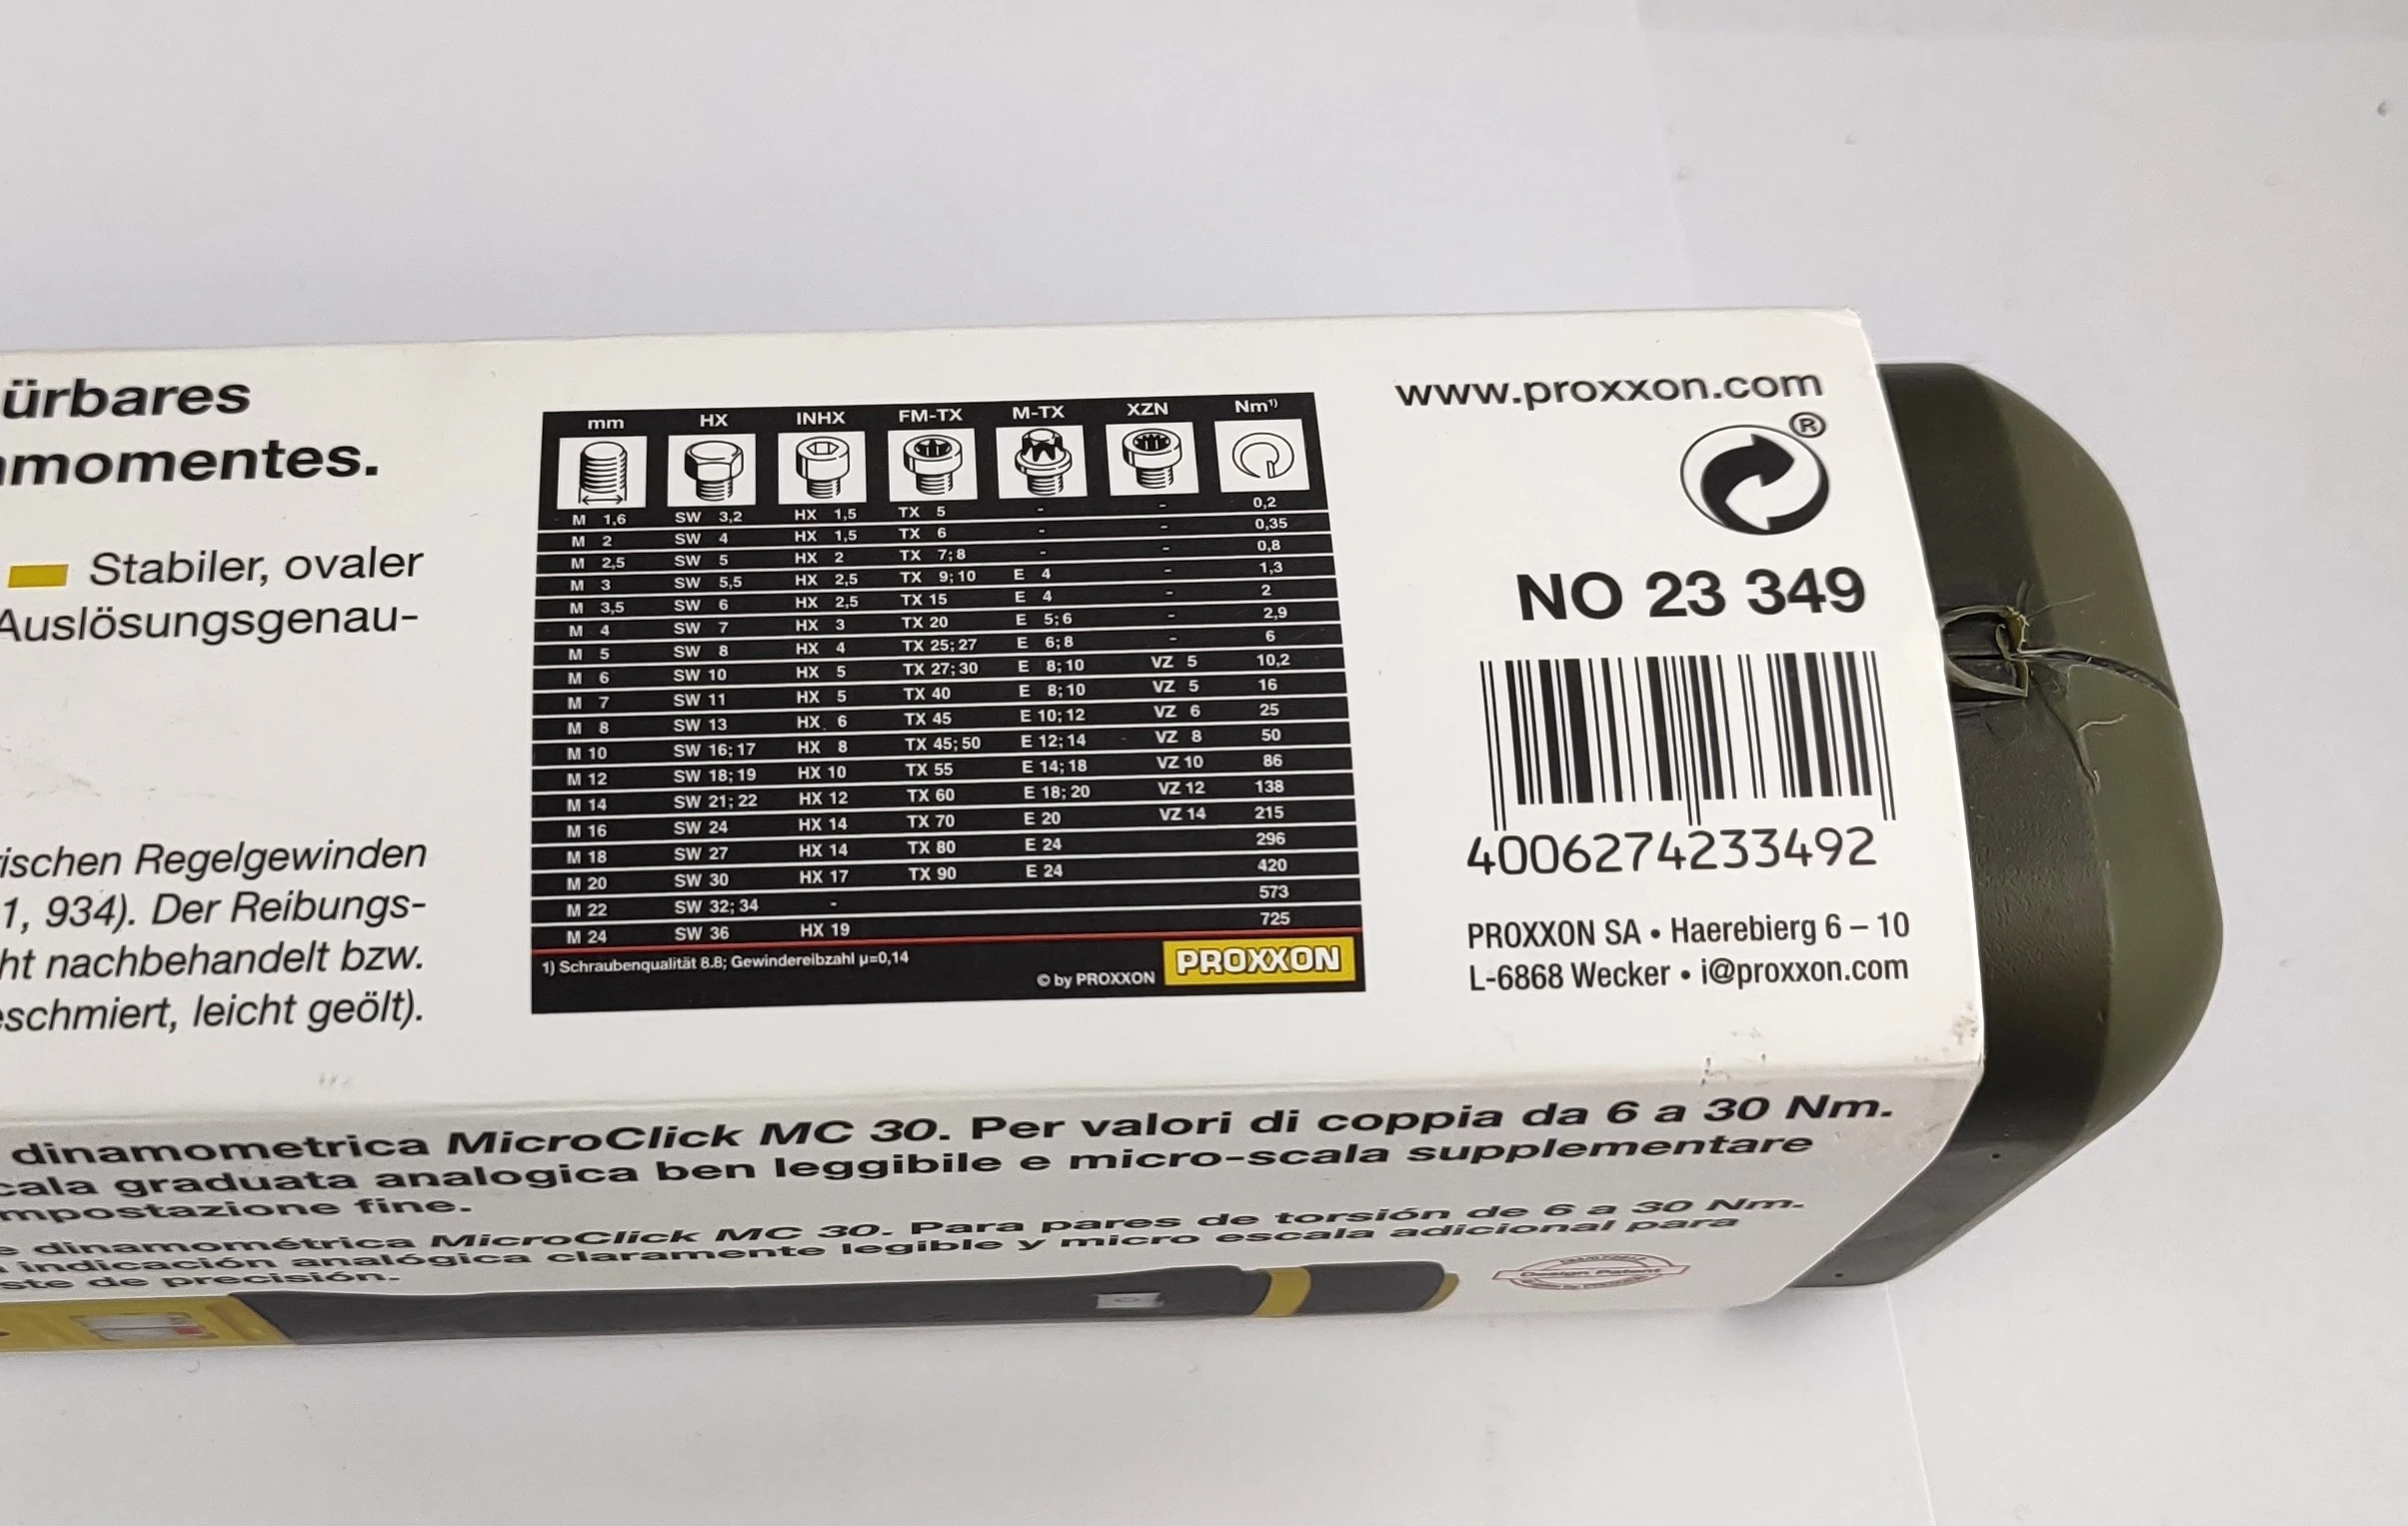 ürbares
momentes.
Stabiler, ovaler
Auslösungsgenau-
ischen Regelgewinden
1, 934). Der Reibungs-
ht nachbehandelt bzw.
schmiert, leicht geölt).
mm HX INHX FM-TX M-TX XZN Nm¹⁾
M 1,6 SW 3,2 HX 1,5 TX 5 - - 0,2
M 2 SW 4 HX 1,5 TX 6 - - 0,35
M 2,5 SW 5 HX 2 TX 7;8 - - 0,8
M 3 SW 5,5 HX 2,5 TX 9;10 E 4 - 1,3
M 3,5 SW 6 HX 2,5 TX 15 E 4 - 2
M 4 SW 7 HX 3 TX 20 E 5;6 - 2,9
M 5 SW 8 HX 4 TX 25;27 E 6;8 - 6
M 6 SW 10 HX 5 TX 27;30 E 8;10 VZ 5 10,2
M 7 SW 11 HX 5 TX 40 E 8;10 VZ 5 16
M 8 SW 13 HX 6 TX 45 E 10;12 VZ 6 25
M 10 SW 16;17 HX 8 TX 45;50 E 12;14 VZ 8 50
M 12 SW 18;19 HX 10 TX 55 E 14;18 VZ 10 86
M 14 SW 21;22 HX 12 TX 60 E 18;20 VZ 12 138
M 16 SW 24 HX 14 TX 70 E 20 VZ 14 215
M 18 SW 27 HX 14 TX 80 E 24 296
M 20 SW 30 HX 17 TX 90 E 24 420
M 22 SW 32;34 - 573
M 24 SW 36 HX 19 725
1) Schraubenqualität 8.8; Gewindereibzahl µ=0,14
© by PROXXON PROXXON
www.proxxon.com
®
NO 23 349
4006274233492
PROXXON SA • Haerebierg 6 – 10
L-6868 Wecker • i@proxxon.com
dinamometrica MicroClick MC 30. Per valori di coppia da 6 a 30 Nm.
cala graduata analogica ben leggibile e micro-scala supplementare
mpostazione fine.
e dinamométrica MicroClick MC 30. Para pares de torsión de 6 a 30 Nm.
indicación analógica claramente legible y micro escala adicional para
ste de precisión.
Design Patent